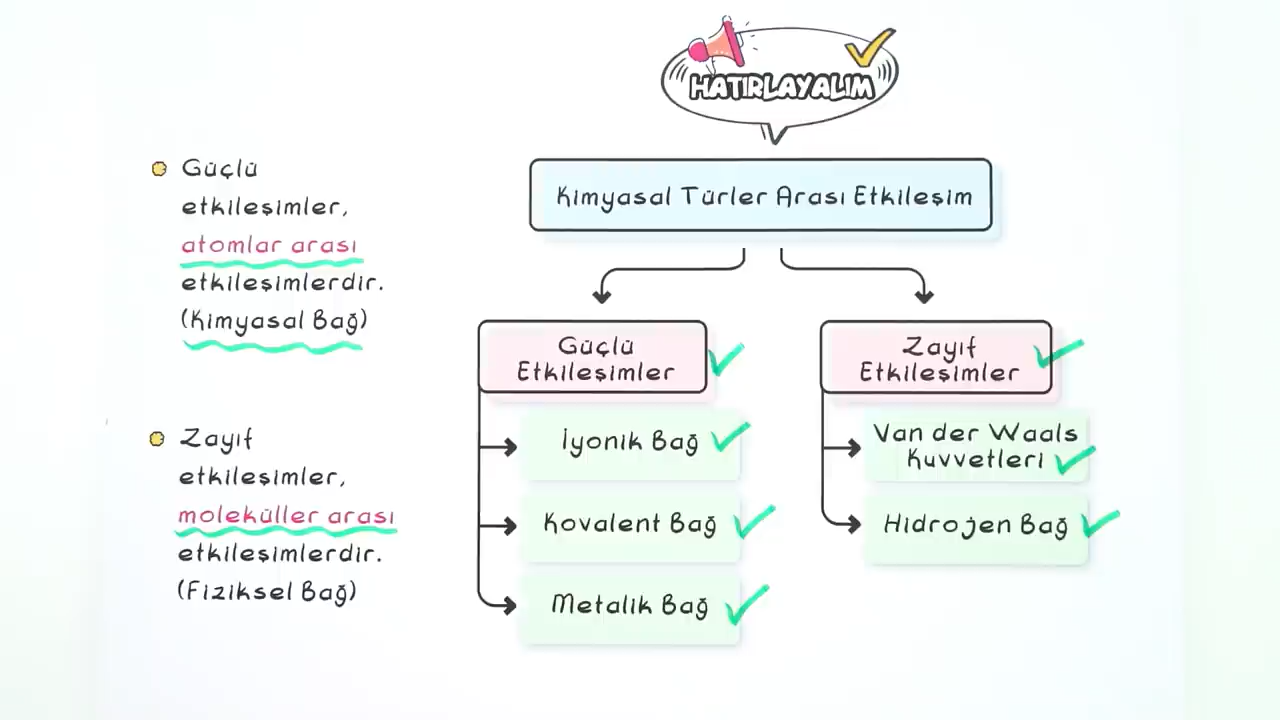 HATIRLAYALIM
Kimyasal Türler Arası Etkileşim
Güçlü
etkileşimler,
atomlar arası
etkileşimlerdir.
(Kimyasal Bağ)
Zayıf
etkileşimler,
moleküller arası
etkileşimlerdir.
(Fiziksel Bağ)
Güçlü
Etkileşimler
İyonik Bağ
Kovalent Bağ
Metalik Bağ
Zayıf
Etkileşimler
Van der Waals
Kuvvetleri
Hidrojen Bağ